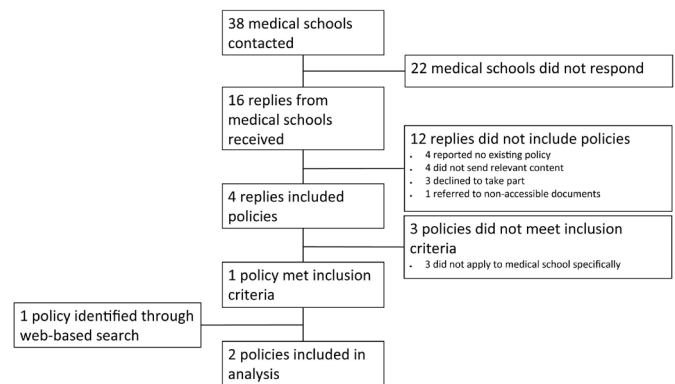 38 medical schools
contacted
22 medical schools did not respond
16 replies from
medical schools
received
12 replies did not include policies
• 4 reported no existing policy
• 4 did not send relevant content
• 3 declined to take part
• 1 referred to non-accessible documents
4 replies included
policies
3 policies did not meet inclusion
criteria
• 3 did not apply to medical school specifically
1 policy met inclusion
criteria
1 policy identified through
web-based search
2 policies included in
analysis